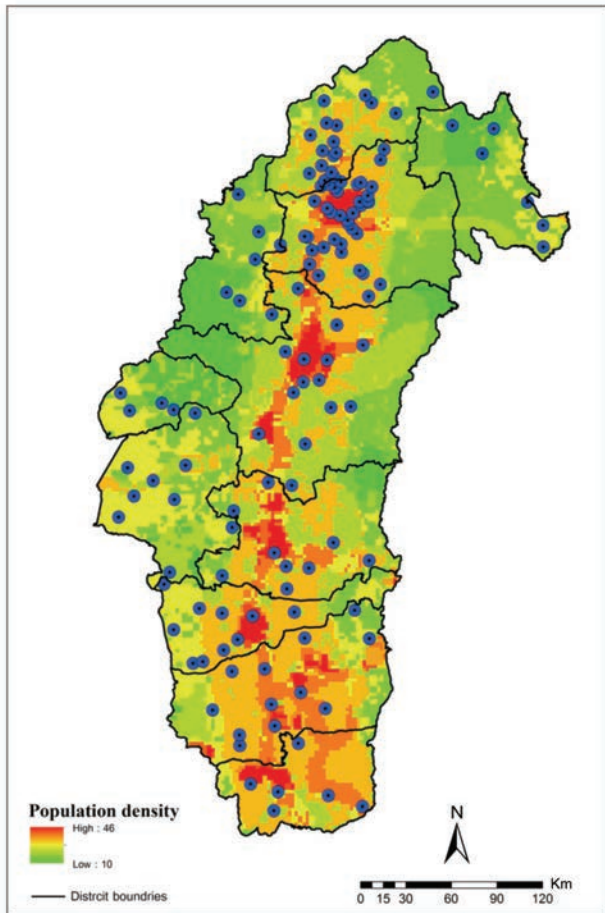 Population density
High : 46
Low : 10
Distrcit boundries
N
Km
0 15 30 60 90 120